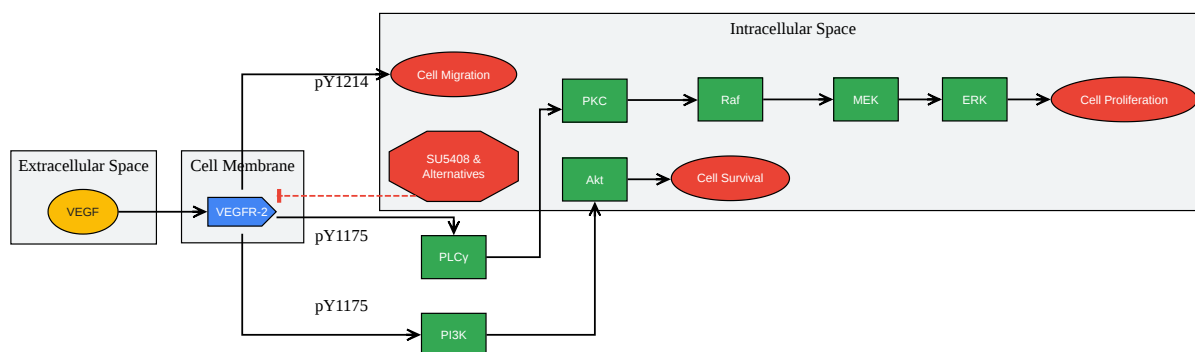 Intracellular Space
pY1214
Cell Migration
PKC
Raf
MEK
ERK
Cell Proliferation
Extracellular Space
Cell Membrane
SU5408 &
Alternatives
Akt
Cell Survival
VEGF
VEGFR-2
pY1175
PLCγ
pY1175
PI3K